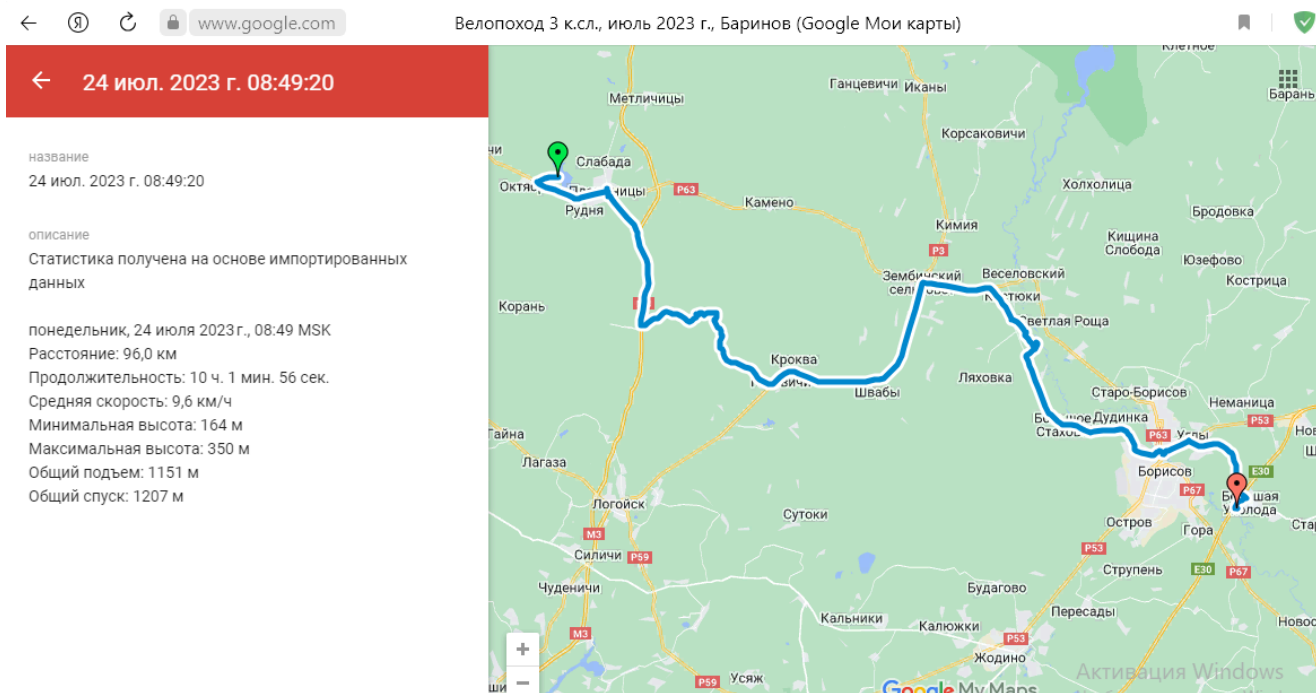 www.google.com
Велопоход 3 к.сл., июль 2023 г., Баринов (Google Мои карты)
24 июл. 2023 г. 08:49:20
название
24 июл. 2023 г. 08:49:20
описание
Статистика получена на основе импортированных
данных
понедельник, 24 июля 2023 г., 08:49 MSK
Расстояние: 96,0 км
Продолжительность: 10 ч. 1 мин. 56 сек.
Средняя скорость: 9,6 км/ч
Минимальная высота: 164 м
Максимальная высота: 350 м
Общий подъем: 1151 м
Общий спуск: 1207 м
Метличицы
Ганцевичи
Иканы
Барань
Корсаковичи
Слабада
Рудня
P63
Камено
Холхолица
Бродовка
Кимия
P3
Кищина
Слобода
Юзефово
Кострица
Зембинский
Веселовский
Корань
Светлая Роща
Кроква
Швабы
Ляховка
Старо-Борисов
Неманица
P53
Дудинка
P63
Лагаза
Борисов
E30
P67
Логойск
Сутоки
Остров
Гора
M3
P53
Силичи
P59
Струпень
E30
P67
Чуденичи
Будагово
Кальники
Калюжки
Пересады
M3
P53
Жодино
P59
Усяж
Google My Maps
Активация Windows